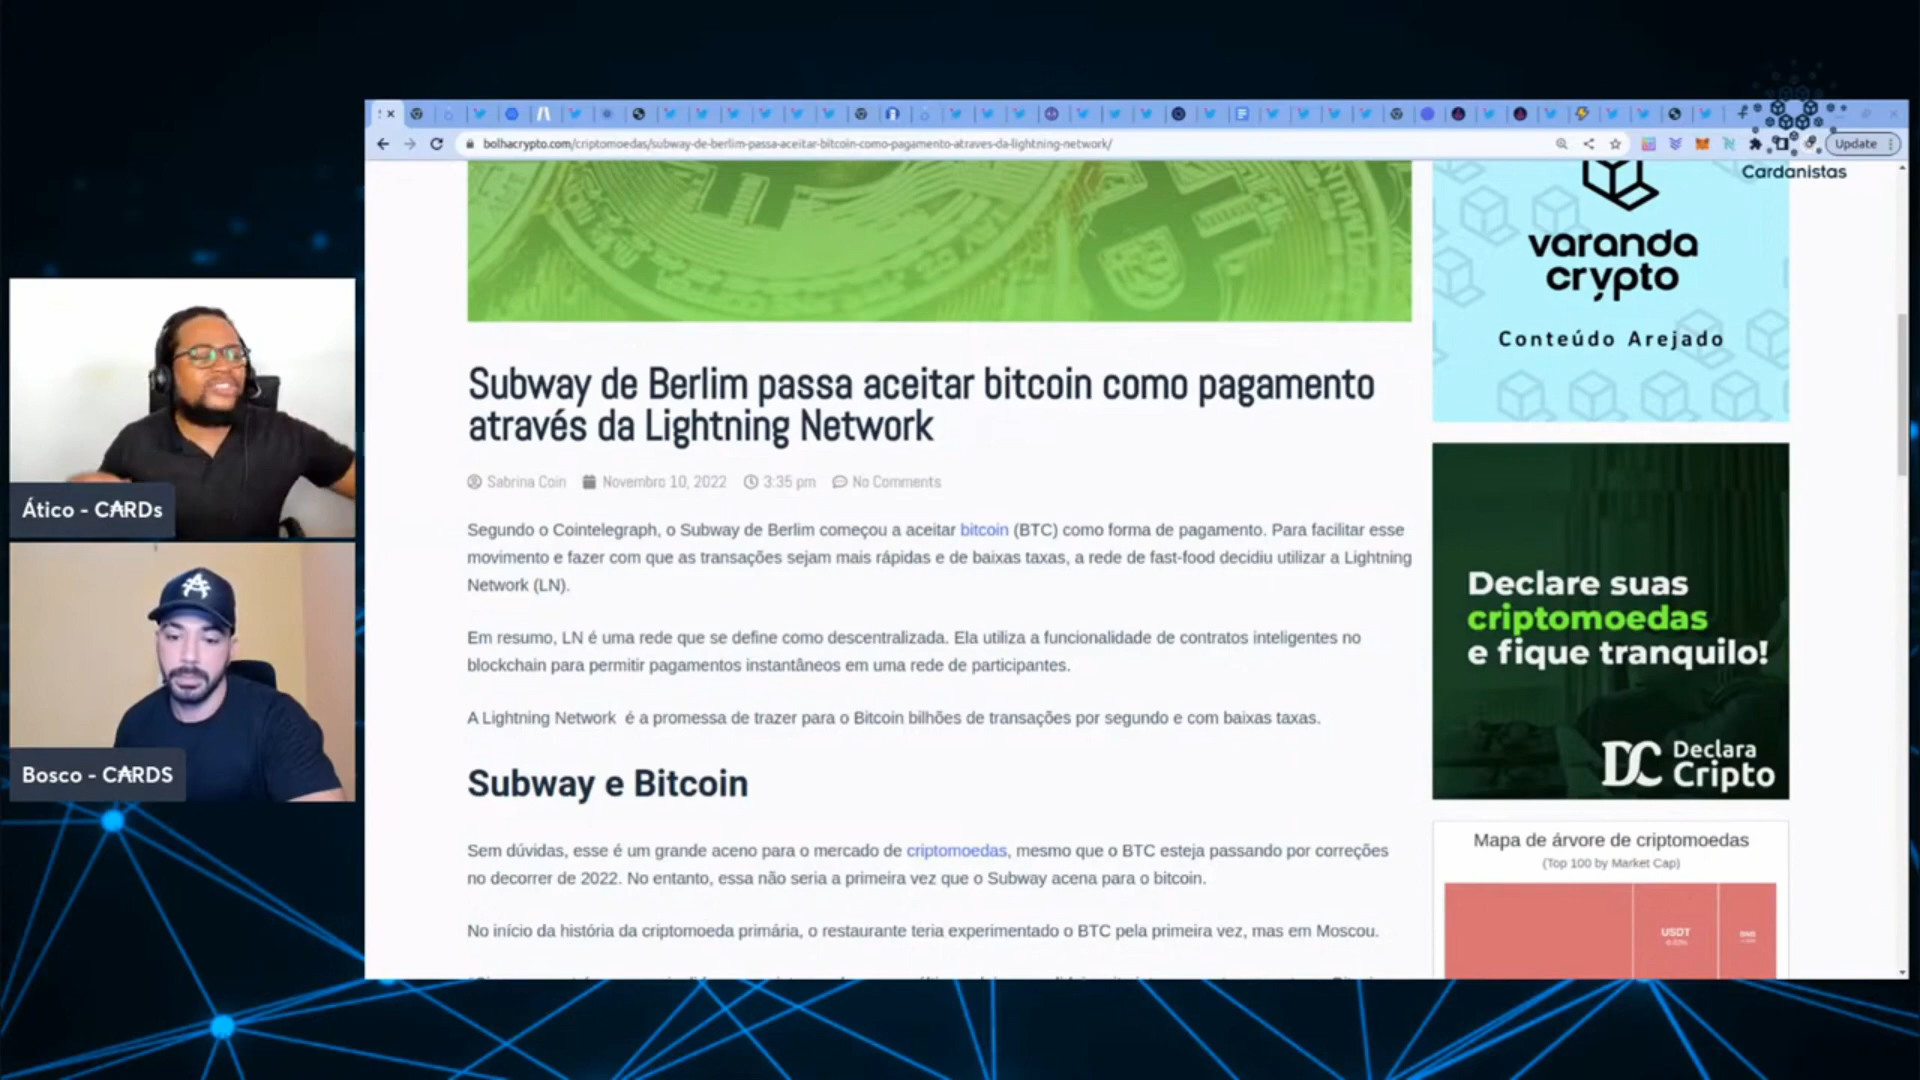 bolhacrypto.com/criptomoedas/subway-de-berlim-passa-aceitar-bitcoin-como-pagamento-atraves-da-lightning-network/
Update
Cardanistas
varanda
crypto
Conteúdo Arejado
Subway de Berlim passa aceitar bitcoin como pagamento
através da Lightning Network
Sabrina Coin Novembro 10, 2022 3:35 pm No Comments
Segundo o Cointelegraph, o Subway de Berlim começou a aceitar bitcoin (BTC) como forma de pagamento. Para facilitar esse
movimento e fazer com que as transações sejam mais rápidas e de baixas taxas, a rede de fast-food decidiu utilizar a Lightning
Network (LN).
Em resumo, LN é uma rede que se define como descentralizada. Ela utiliza a funcionalidade de contratos inteligentes no
blockchain para permitir pagamentos instantâneos em uma rede de participantes.
A Lightning Network é a promessa de trazer para o Bitcoin bilhões de transações por segundo e com baixas taxas.
Subway e Bitcoin
Sem dúvidas, esse é um grande aceno para o mercado de criptomoedas, mesmo que o BTC esteja passando por correções
no decorrer de 2022. No entanto, essa não seria a primeira vez que o Subway acena para o bitcoin.
No início da história da criptomoeda primária, o restaurante teria experimentado o BTC pela primeira vez, mas em Moscou.
Declare suas
criptomoedas
e fique tranquilo!
DC Declara
Cripto
Mapa de árvore de criptomoedas
(Top 100 by Market Cap)
USDT
BNB
Ático - C₳RDs
Bosco - C₳RDS